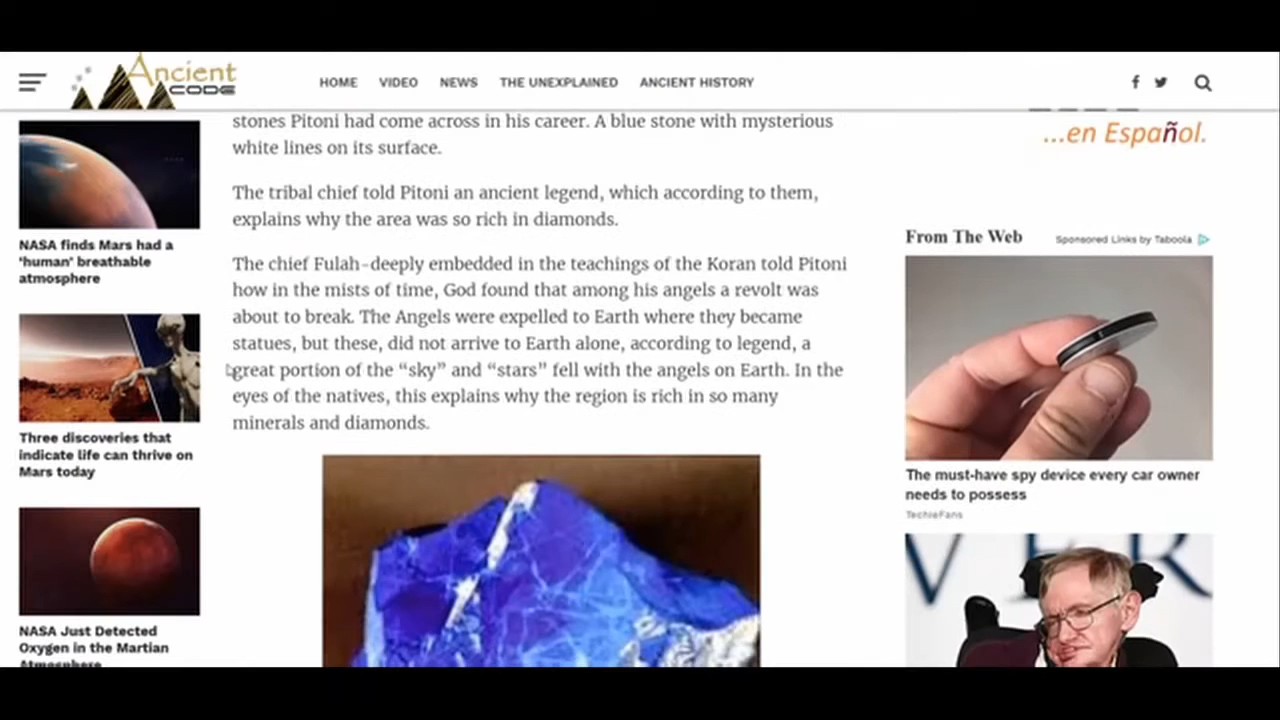 Ancient
CODE
HOME
VIDEO
NEWS
THE UNEXPLAINED
ANCIENT HISTORY
NASA finds Mars had a
‘human’ breathable
atmosphere
Three discoveries that
indicate life can thrive on
Mars today
NASA Just Detected
Oxygen in the Martian
Atmosphere
stones Pitoni had come across in his career. A blue stone with mysterious
white lines on its surface.
The tribal chief told Pitoni an ancient legend, which according to them,
explains why the area was so rich in diamonds.
The chief Fulah-deeply embedded in the teachings of the Koran told Pitoni
how in the mists of time, God found that among his angels a revolt was
about to break. The Angels were expelled to Earth where they became
statues, but these, did not arrive to Earth alone, according to legend, a
great portion of the “sky” and “stars” fell with the angels on Earth. In the
eyes of the natives, this explains why the region is rich in so many
minerals and diamonds.
...en Español.
From The Web
Sponsored Links by Taboola
The must-have spy device every car owner
needs to possess
TechieFans
VER